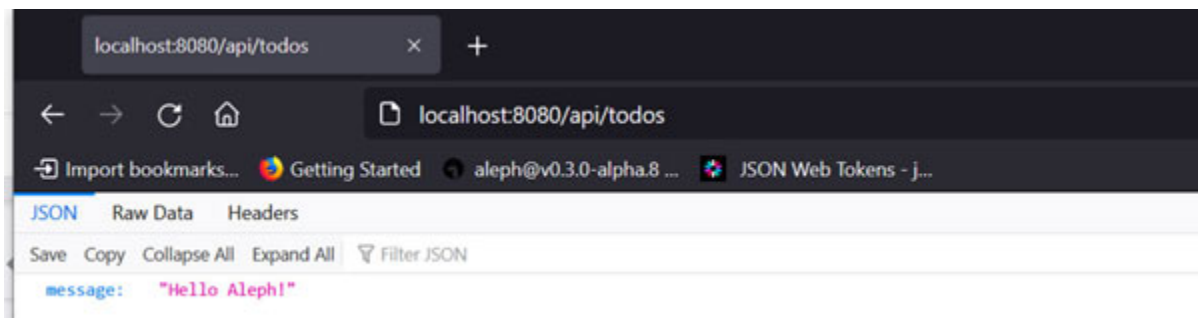 localhost:8080/api/todos
localhost:8080/api/todos
Import bookmarks... Getting Started aleph@v0.3.0-alpha.8 ... JSON Web Tokens - j...
JSON Raw Data Headers
Save Copy Collapse All Expand All Filter JSON
message: "Hello Aleph!"